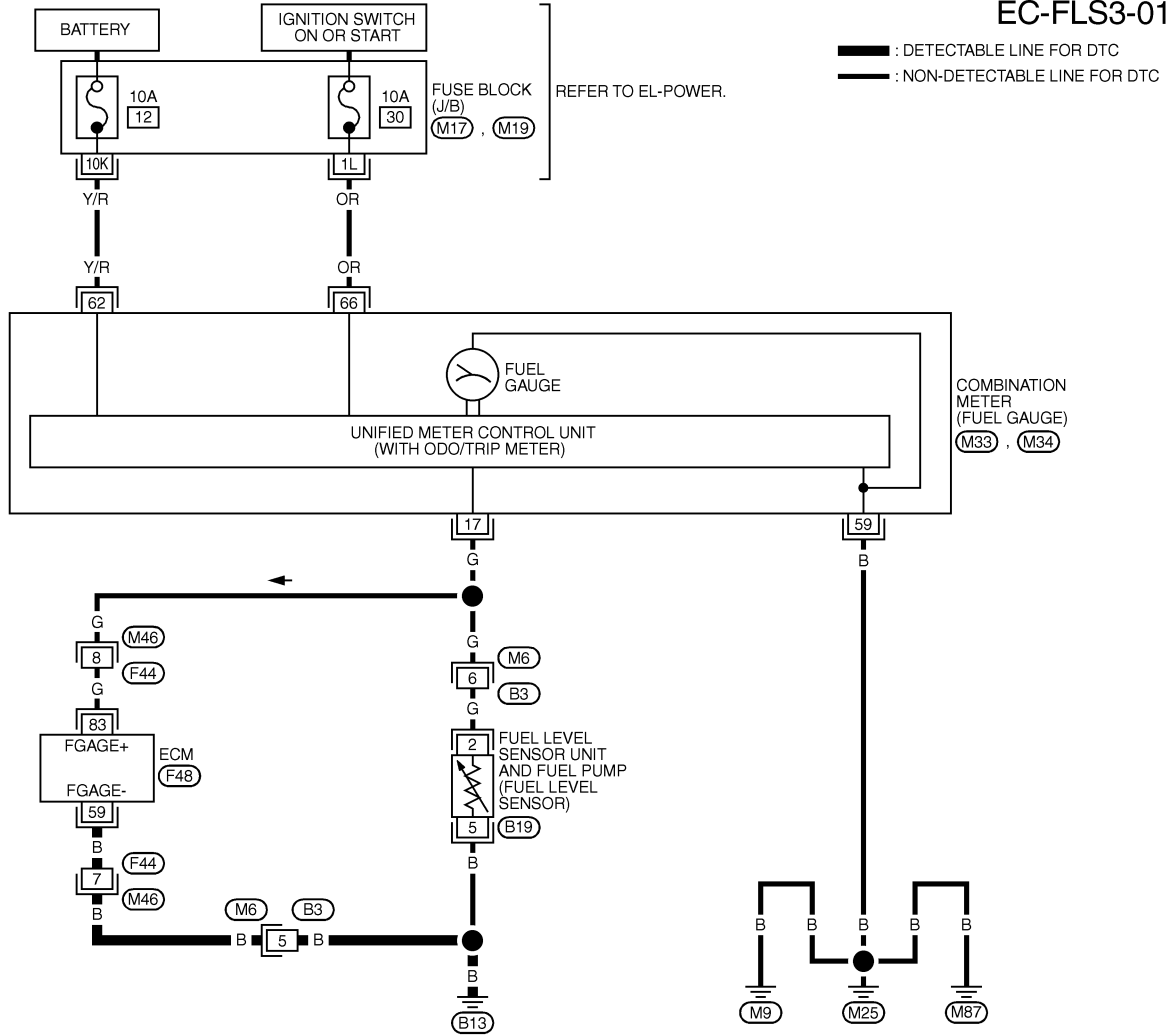 EC-FLS3-01
: DETECTABLE LINE FOR DTC
: NON-DETECTABLE LINE FOR DTC
BATTERY
IGNITION SWITCH
ON OR START
10A
12
10A
30
FUSE BLOCK
(J/B)
M17 , M19
REFER TO EL-POWER.
10K
1L
Y/R
OR
Y/R
OR
62
66
FUEL
GAUGE
UNIFIED METER CONTROL UNIT
(WITH ODO/TRIP METER)
COMBINATION
METER
(FUEL GAUGE)
M33 , M34
17
59
G
B
G
M46
8
F44
G
83
FGAGE+
ECM
F48
FGAGE-
59
B
F44
7
M46
B
G
M6
6
B3
G
2
FUEL LEVEL
SENSOR UNIT
AND FUEL PUMP
(FUEL LEVEL
SENSOR)
5
B19
B
M6
B3
B
5
B
B
B13
B
B
B
B
B
M9
M25
M87